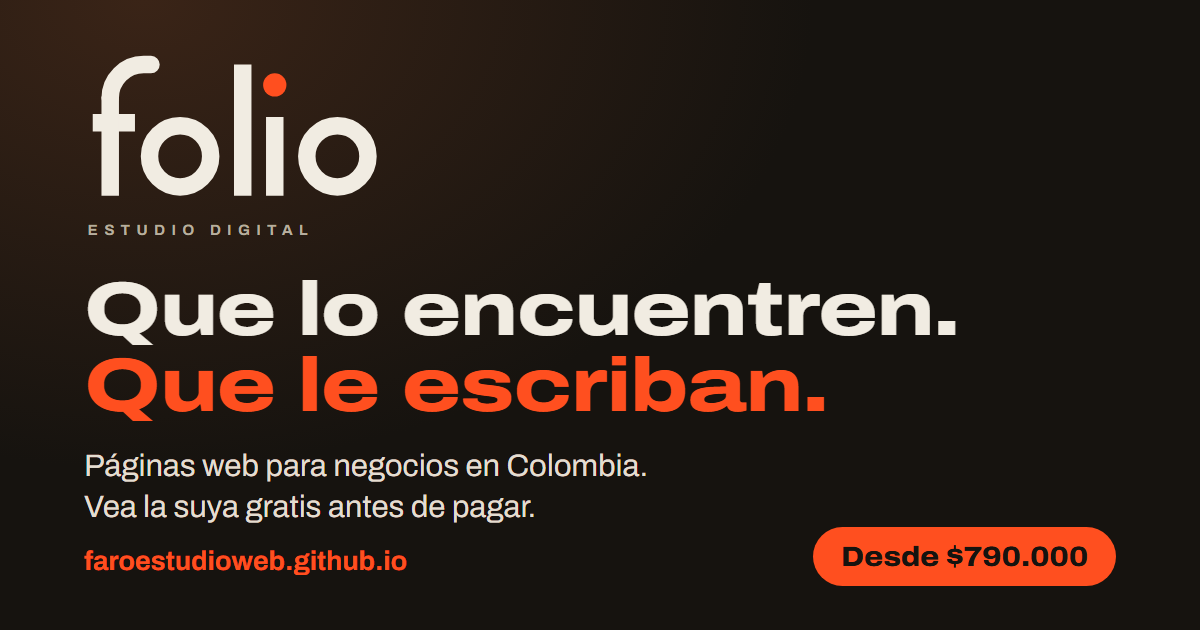 folio
ESTUDIO DIGITAL
Que lo encuentren.
Que le escriban.
Páginas web para negocios en Colombia.
Vea la suya gratis antes de pagar.
faroestudioweb.github.io
Desde $790.000